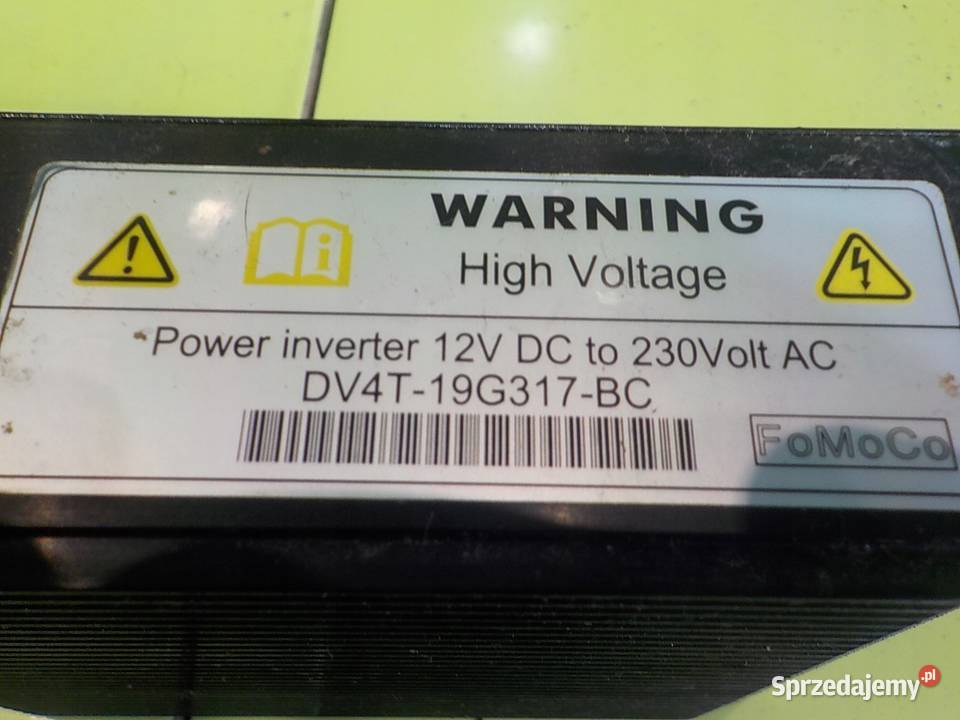 WARNING
High Voltage
Power inverter 12V DC to 230Volt AC
DV4T-19G317-BC
FoMoCo
Sprzedajemy.pl